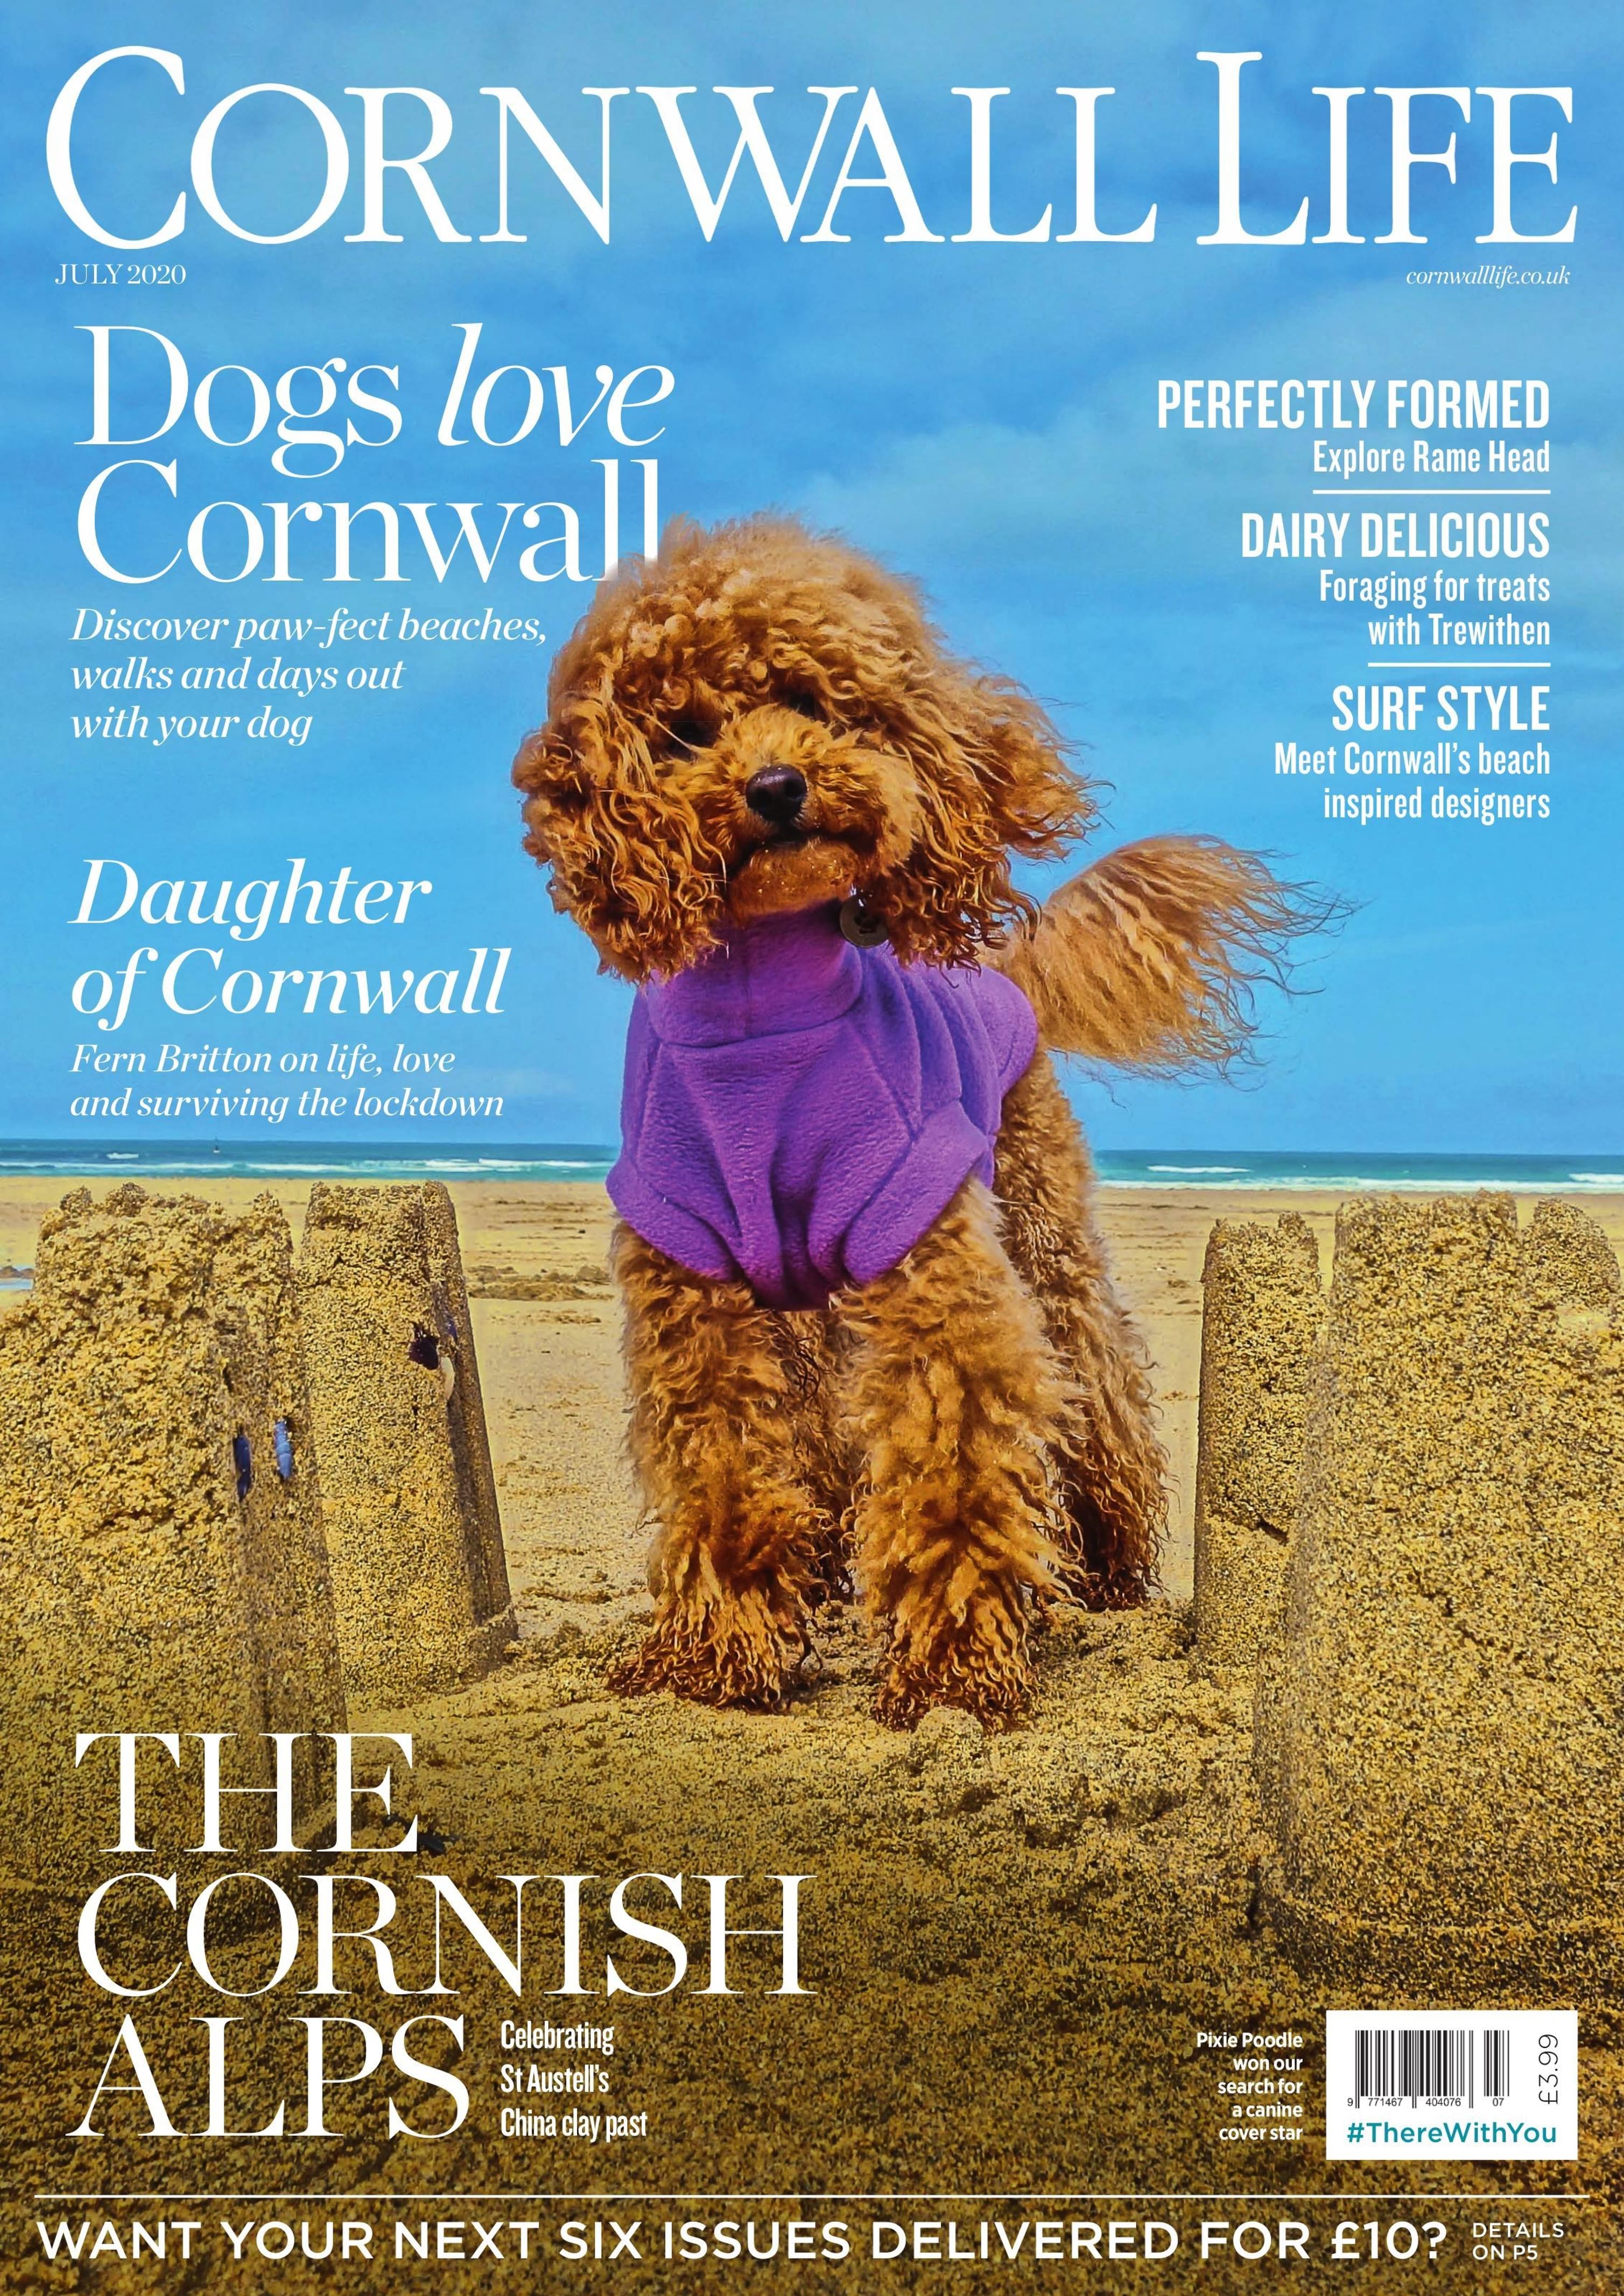 CORNWALL LIFE
JULY 2020
cornwalllife.co.uk
Dogs love
Cornwall
Discover paw-fect beaches,
walks and days out
with your dog
PERFECTLY FORMED
Explore Rame Head
DAIRY DELICIOUS
Foraging for treats
with Trewithen
SURF STYLE
Meet Cornwall's beach
inspired designers
Daughter
of Cornwall
Fern Britton on life, love
and surviving the lockdown
THE
CORNISH
ALPS
Celebrating
St Austell's
China clay past
Pixie Poodle
won our
search for
a canine
cover star
£3.99
9 771467 404076 07
#ThereWithYou
WANT YOUR NEXT SIX ISSUES DELIVERED FOR £10?
DETAILS
ON P5